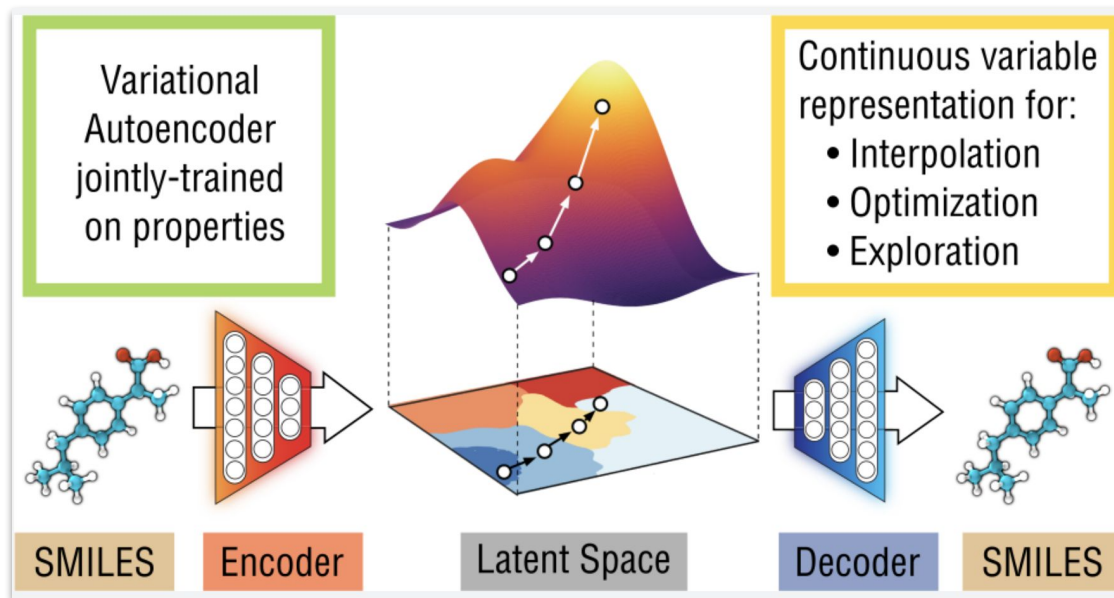 Variational
Autoencoder
jointly-trained
on properties
Continuous variable
representation for:
• Interpolation
• Optimization
• Exploration
SMILES
Encoder
Latent Space
Decoder
SMILES